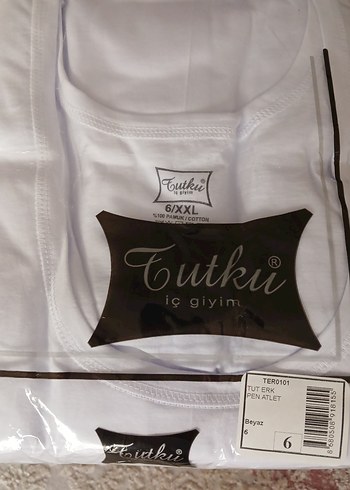 Tutku
iç giyim
6/XXL
%100 PAMUK / COTTON
Tutku®
iç giyim
TER0101
TUT ERK
PEN.ATLET
Beyaz
6
6
Tutku